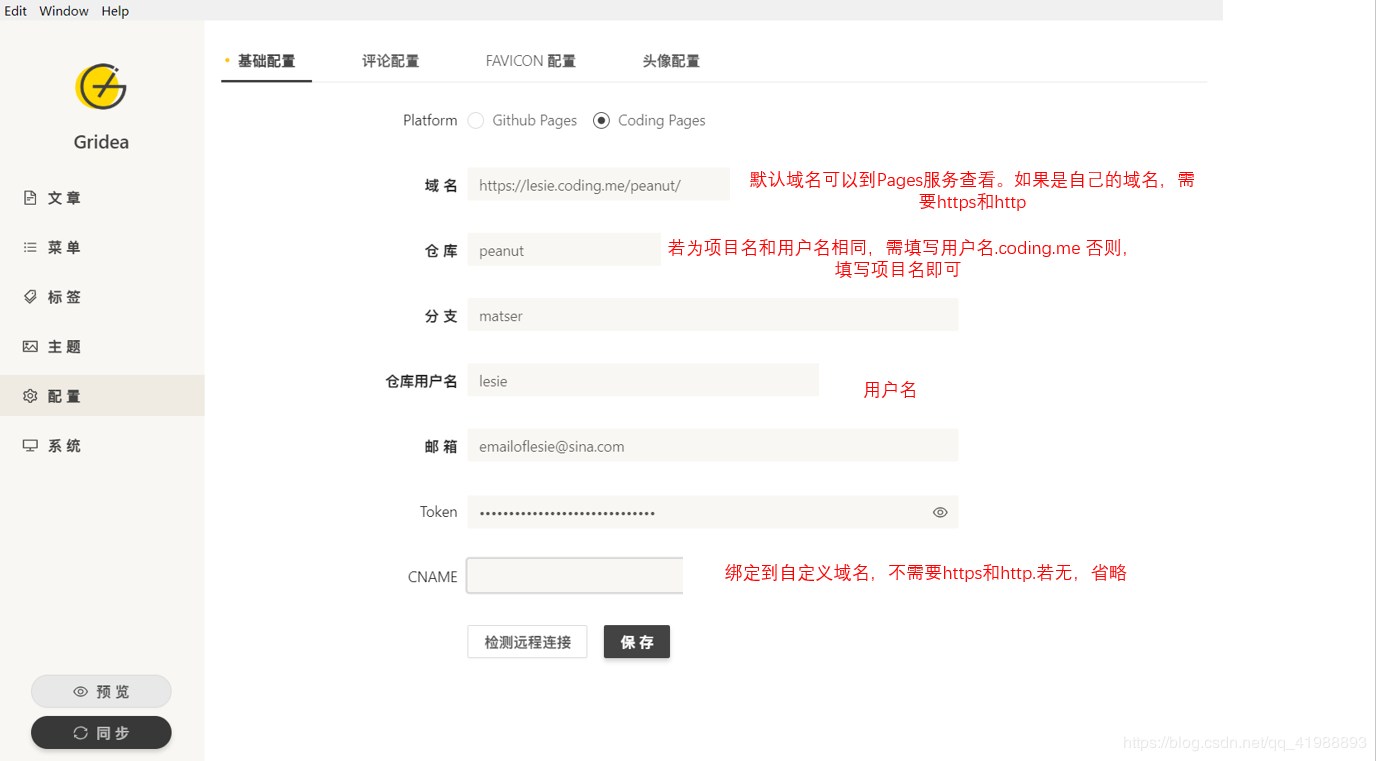 Edit Window Help
Gridea
文章
菜单
标签
主题
配置
系统
预览
同步
基础配置 评论配置 FAVICON 配置 头像配置
Platform Github Pages Coding Pages
域名 https://lesie.coding.me/peanut/
默认域名可以到Pages服务查看。如果是自己的域名，需
要https和http
仓库 peanut
若为项目名和用户名相同，需填写用户名.coding.me 否则，
填写项目名即可
分支 matser
仓库用户名 lesie
用户名
邮箱 emailoflesie@sina.com
Token ••••••••••••••••••••••••••••••
CNAME
绑定到自定义域名，不需要https和http.若无，省略
检测远程连接 保存
https://blog.csdn.net/qq_41988893